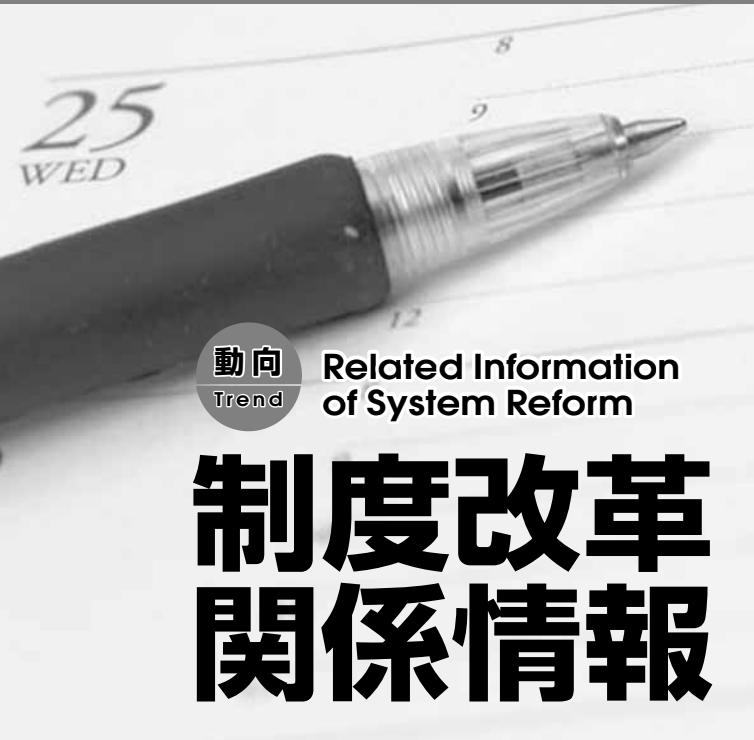 8
25
9
WED
12
動向
Trend
Related Information
of System Reform
制度改革
関係情報